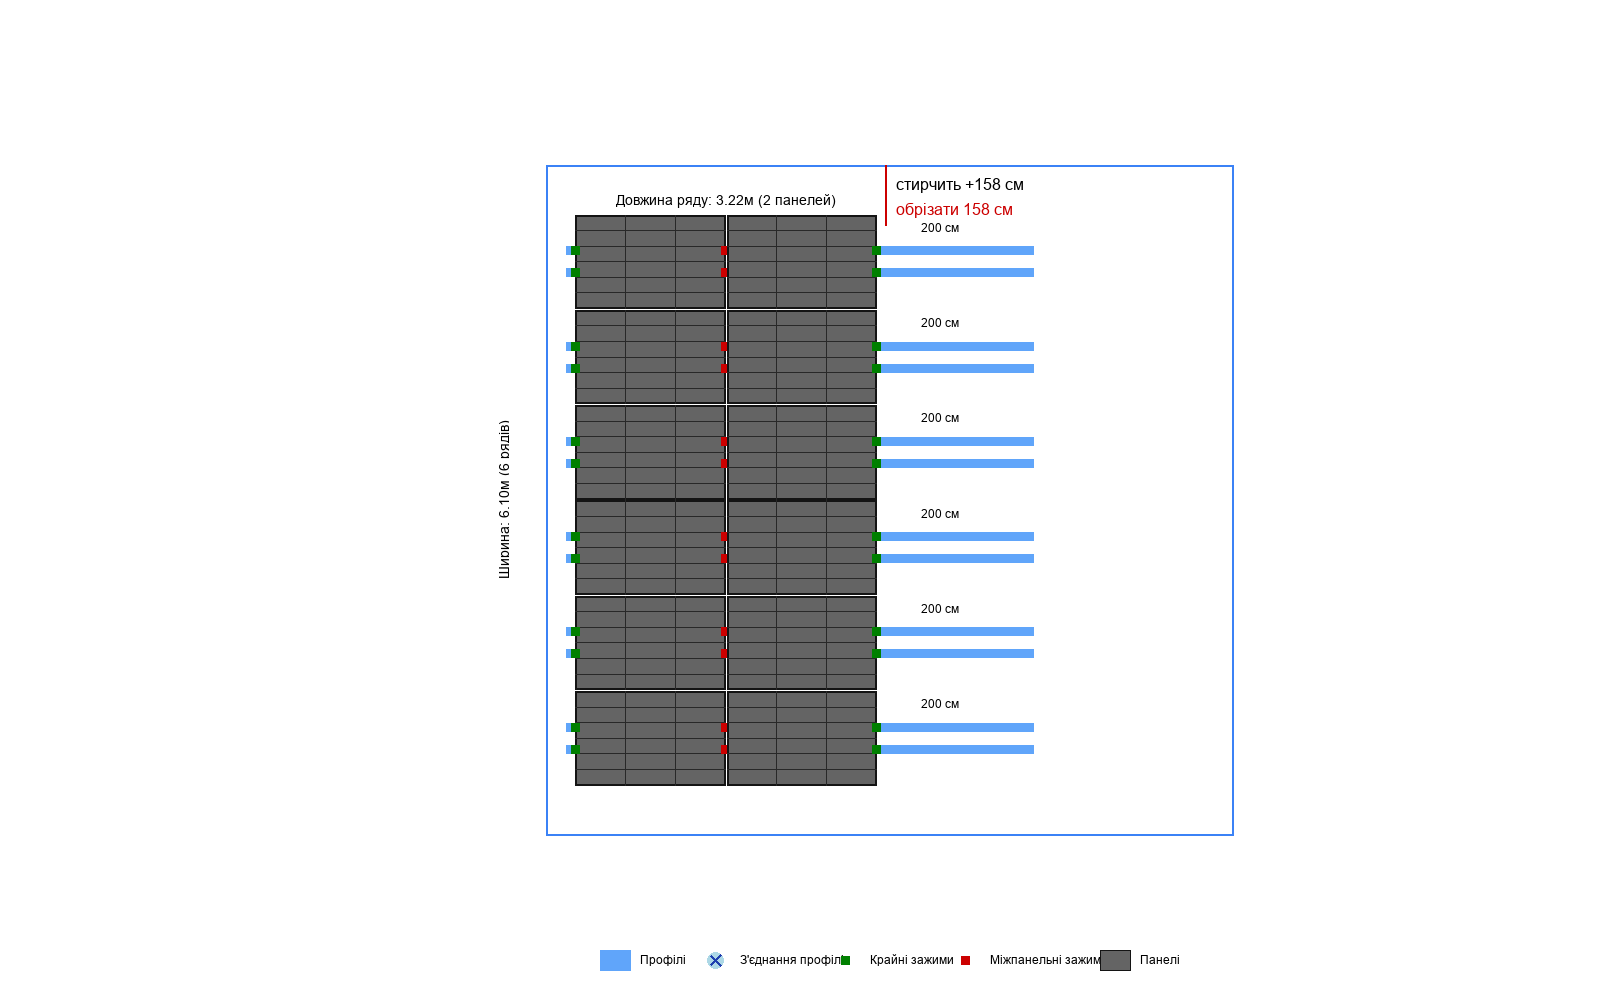 стирчить +158 см
Довжина ряду: 3.22м (2 панелей)
обрізати 158 см
200 см
200 см
200 см
Ширина: 6.10м (6 рядів)
200 см
200 см
200 см
Профілі
З'єднання профілі
Крайні зажими
Міжпанельні зажим
Панелі